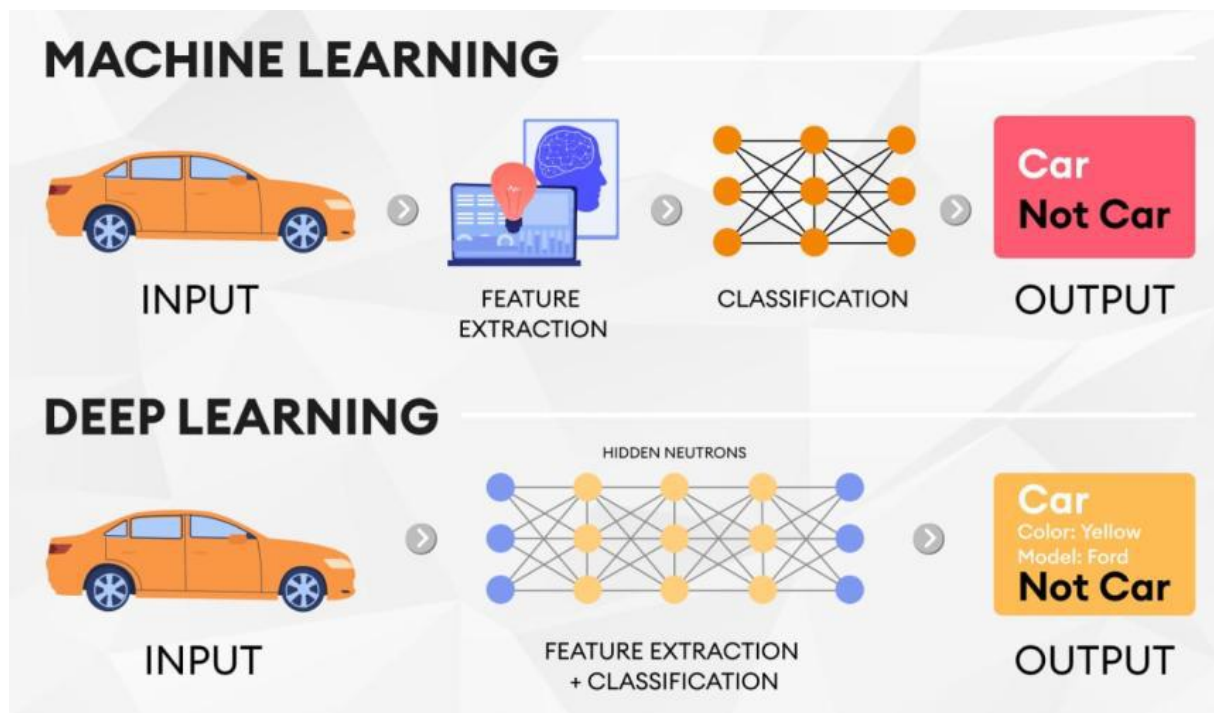 MACHINE LEARNING
Car
Not Car
INPUT
FEATURE
EXTRACTION
CLASSIFICATION
OUTPUT
DEEP LEARNING
HIDDEN NEUTRONS
Car
Color: Yellow
Model: Ford
Not Car
INPUT
FEATURE EXTRACTION
+ CLASSIFICATION
OUTPUT